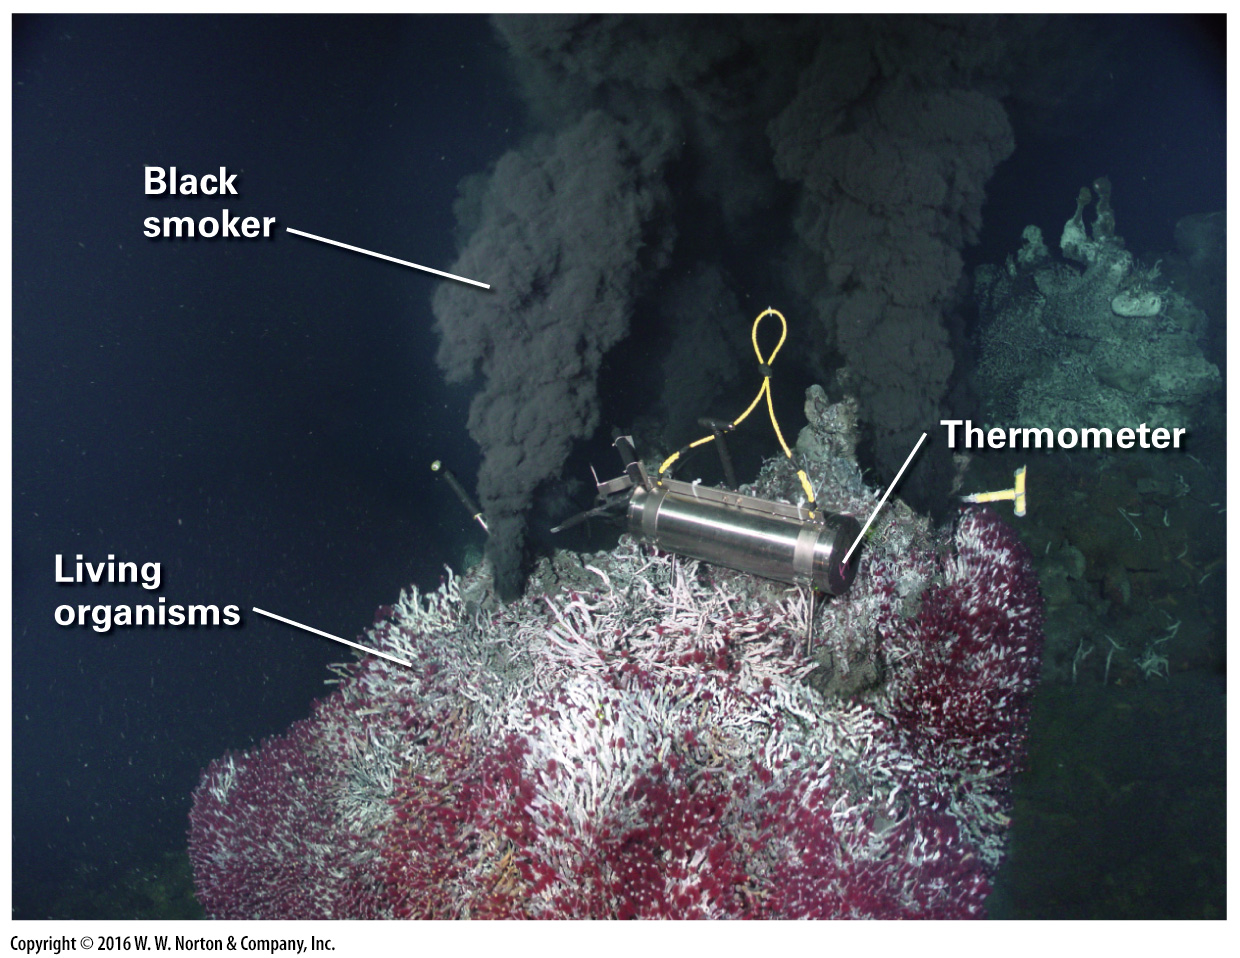 Black
smoker
Thermometer
Living
organisms
Copyright © 2016 W. W. Norton & Company, Inc.